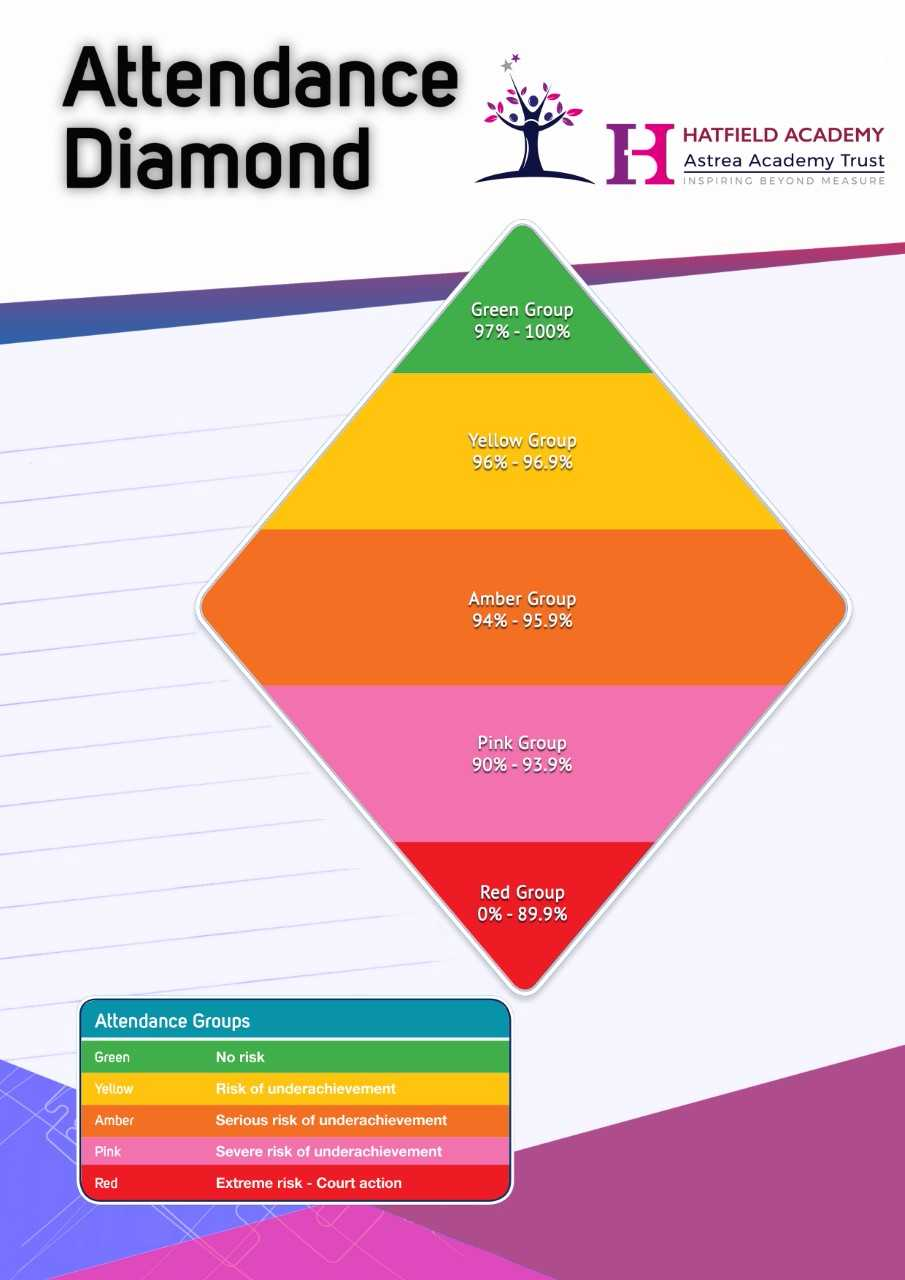 Attendance
Diamond
HATFIELD ACADEMY
Astrea Academy Trust
INSPIRING BEYOND MEASURE
Green Group
97% - 100%
Yellow Group
96% - 96.9%
Amber Group
94% - 95.9%
Pink Group
90% - 93.9%
Red Group
0% - 89.9%
Attendance Groups
Green No risk
Yellow Risk of underachievement
Amber Serious risk of underachievement
Pink Severe risk of underachievement
Red Extreme risk - Court action